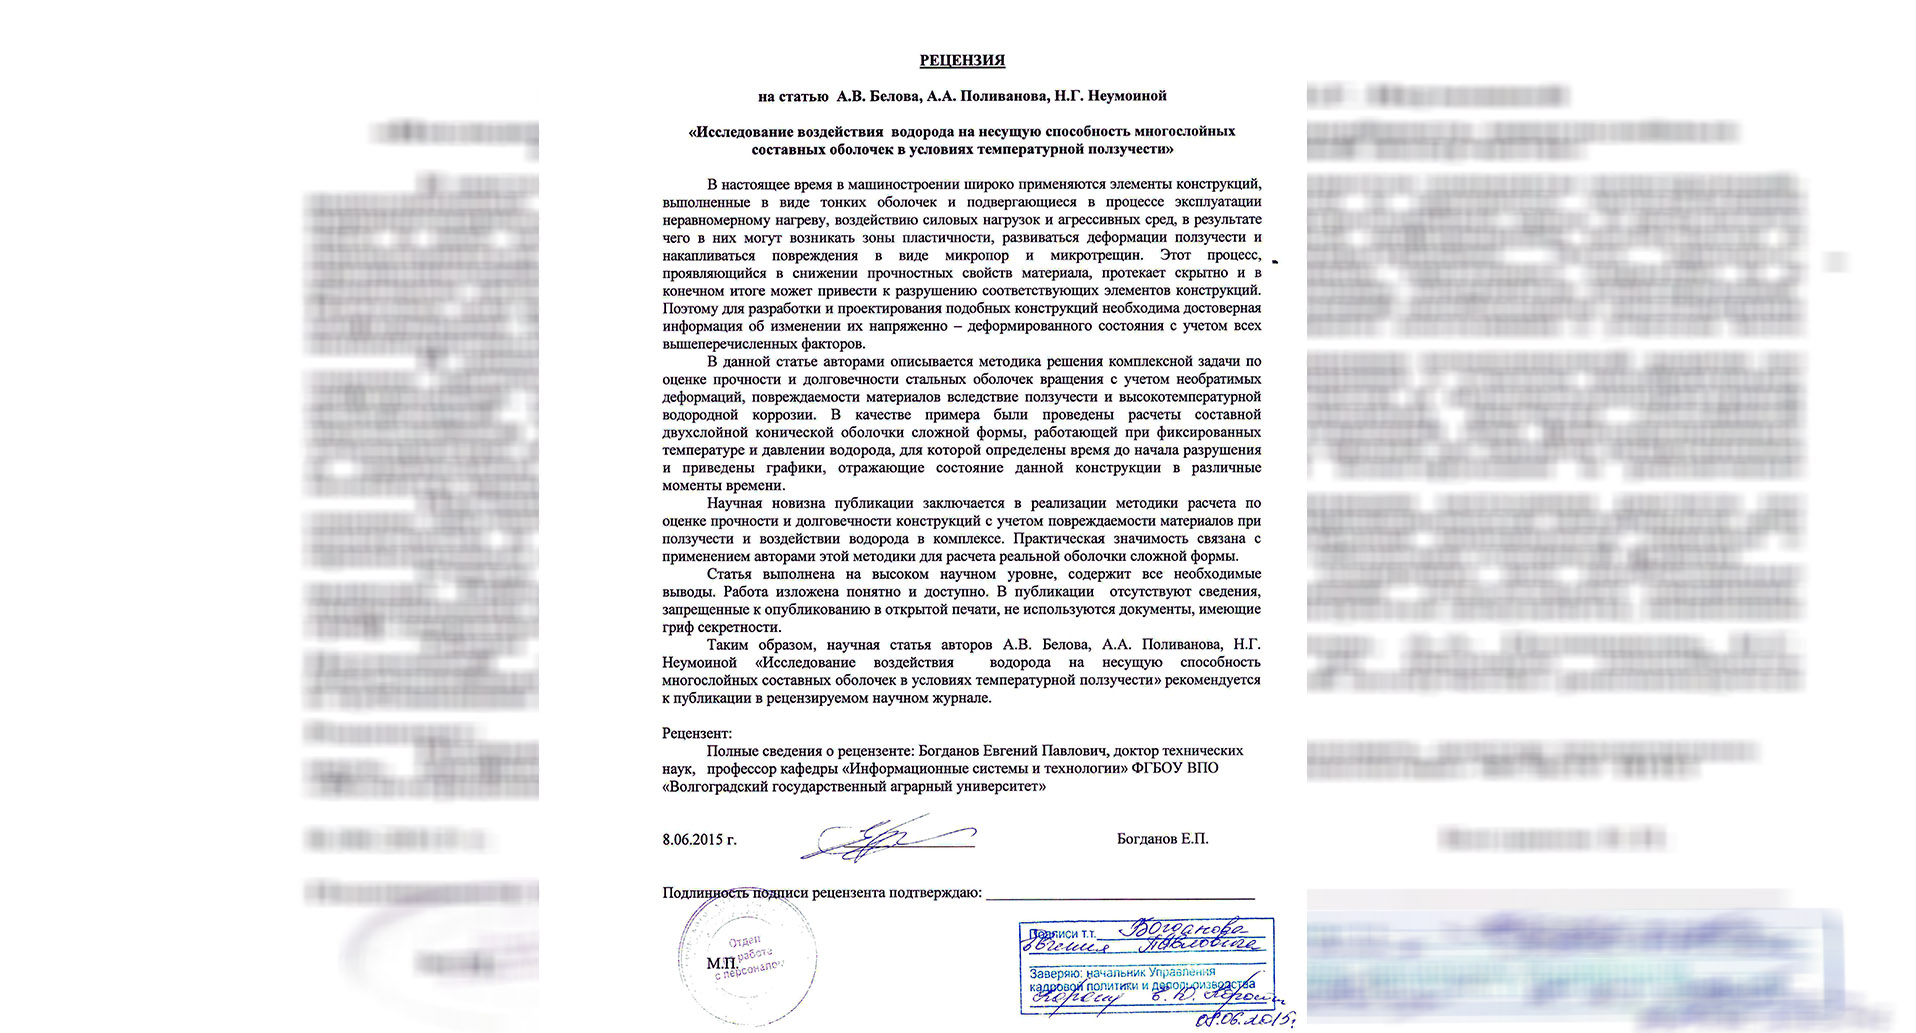 РЕЦЕНЗИЯ
на статью А.В. Белова, А.А. Поливанова, Н.Г. Неумоиной
«Исследование воздействия водорода на несущую способность многослойных
составных оболочек в условиях температурной ползучести»
В настоящее время в машиностроении широко применяются элементы конструкций,
выполненные в виде тонких оболочек и подвергающиеся в процессе эксплуатации
неравномерному нагреву, воздействию силовых нагрузок и агрессивных сред, в результате
чего в них могут возникать зоны пластичности, развиваться деформации ползучести и
накапливаться повреждения в виде микропор и микротрещин. Этот процесс,
проявляющийся в снижении прочностных свойств материала, протекает скрытно и в
конечном итоге может привести к разрушению соответствующих элементов конструкций.
Поэтому для разработки и проектирования подобных конструкций необходима достоверная
информация об изменении их напряженно – деформированного состояния с учетом всех
вышеперечисленных факторов.
В данной статье авторами описывается методика решения комплексной задачи по
оценке прочности и долговечности стальных оболочек вращения с учетом необратимых
деформаций, повреждаемости материалов вследствие ползучести и высокотемпературной
водородной коррозии. В качестве примера были проведены расчеты составной
двухслойной конической оболочки сложной формы, работающей при фиксированных
температуре и давлении водорода, для которой определены время до начала разрушения
и приведены графики, отражающие состояние данной конструкции в различные
моменты времени.
Научная новизна публикации заключается в реализации методики расчета по
оценке прочности и долговечности конструкций с учетом повреждаемости материалов при
ползучести и воздействии водорода в комплексе. Практическая значимость связана с
применением авторами этой методики для расчета реальной оболочки сложной формы.
Статья выполнена на высоком научном уровне, содержит все необходимые
выводы. Работа изложена понятно и доступно. В публикации отсутствуют сведения,
запрещенные к опубликованию в открытой печати, не используются документы, имеющие
гриф секретности.
Таким образом, научная статья авторов А.В. Белова, А.А. Поливанова, Н.Г.
Неумоиной «Исследование воздействия водорода на несущую способность
многослойных составных оболочек в условиях температурной ползучести» рекомендуется
к публикации в рецензируемом научном журнале.
Рецензент:
Полные сведения о рецензенте: Богданов Евгений Павлович, доктор технических
наук, профессор кафедры «Информационные системы и технологии» ФГБОУ ВПО
«Волгоградский государственный аграрный университет»
8.06.2015 г. Богданов Е.П.
Подлинность подписи рецензента подтверждаю:
Отдел
по работе
с персоналом
М.П.
Подписи т.т. Богданова
Евгения Павловича
Заверяю: начальник Управления
кадровой политики и делопроизводства
08.06.2015г.